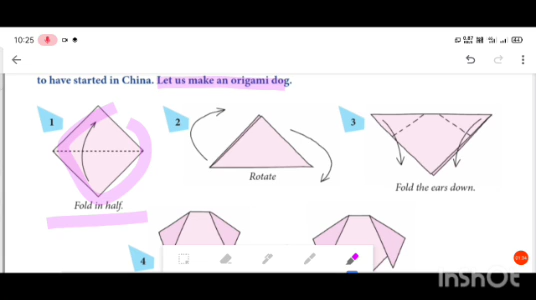 10:25
to have started in China. Let us make an origami dog.
1
2
3
Fold in half.
Rotate
Fold the ears down.
4
inshot